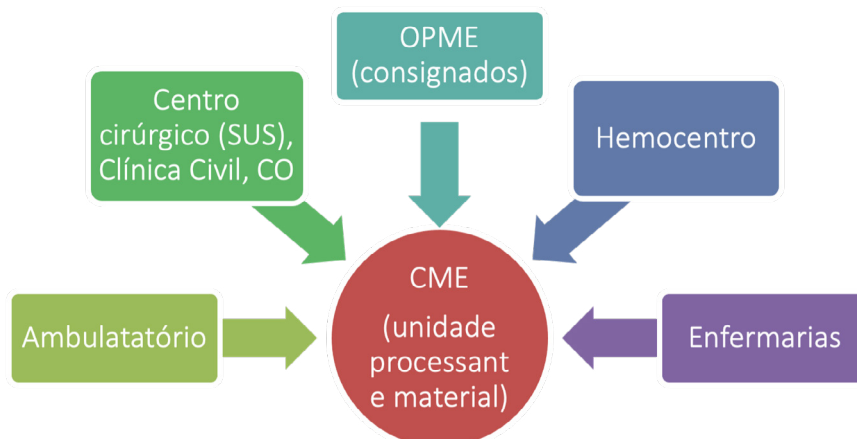 OPME
(consignados)
Centro
cirúrgico (SUS),
Clínica Civil, CO
Hemocentro
Ambulatatório
CME
(unidade
processant
e material)
Enfermarias